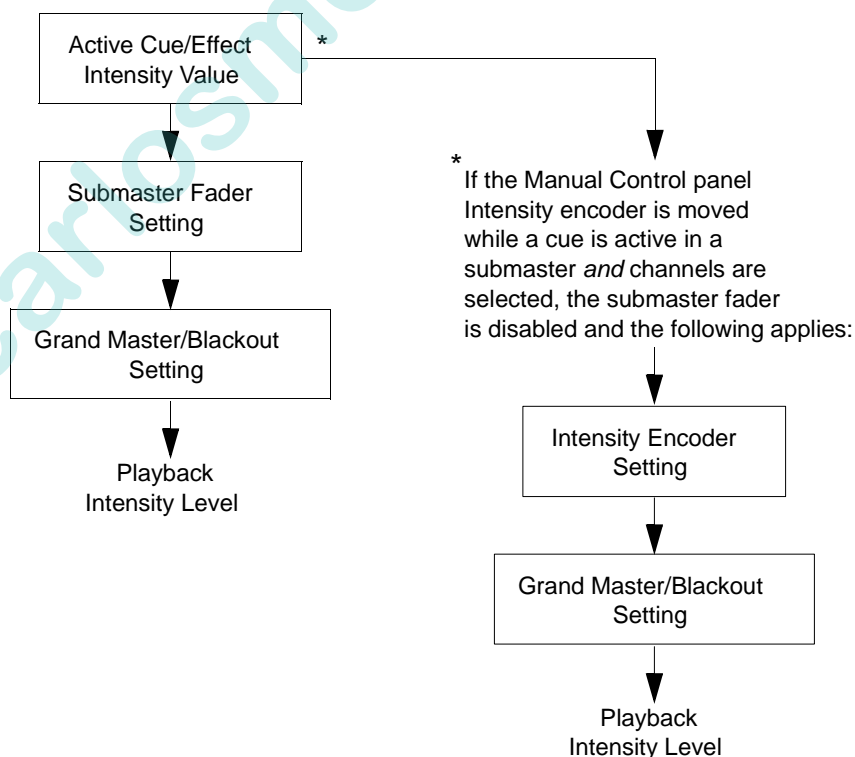 Active Cue/Effect
Intensity Value
*
Submaster Fader
Setting
Grand Master/Blackout
Setting
Playback
Intensity Level
*
If the Manual Control panel
Intensity encoder is moved
while a cue is active in a
submaster and channels are
selected, the submaster fader
is disabled and the following applies:
Intensity Encoder
Setting
Grand Master/Blackout
Setting
Playback
Intensity Level